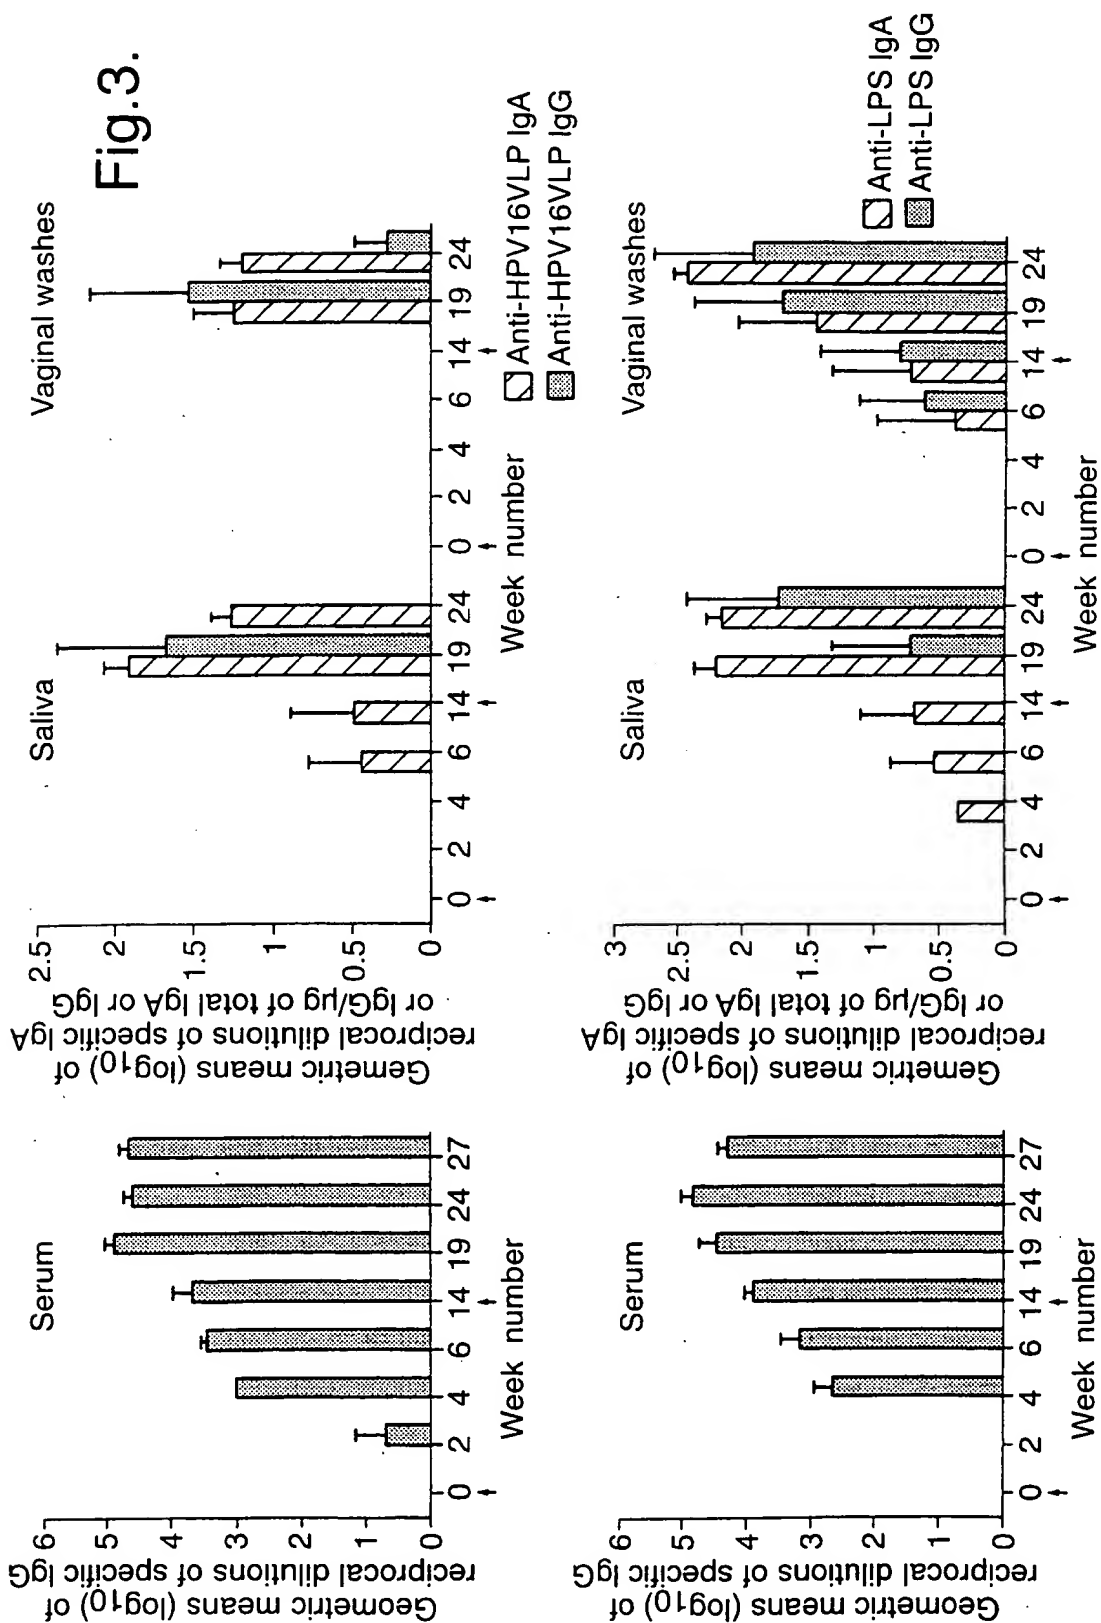 Fig.3.
Geometric means (log10) of
reciprocal dilutions of specific IgG
6
5
4
3
2
1
0
Serum
0 2 4 6 14 19 24 27
Week number
Gemetric means (log10) of
reciprocal dilutions of specific IgA
or IgG/µg of total IgA or IgG
2.5
2
1.5
1
0.5
0
Saliva
Vaginal washes
0 2 4 6 14 19 24
0 2 4 6 14 19 24
Week number
Anti-HPV16VLP IgA
Anti-HPV16VLP IgG
Geometric means (log10) of
reciprocal dilutions of specific IgG
6
5
4
3
2
1
0
Serum
0 2 4 6 14 19 24 27
Week number
Gemetric means (log10) of
reciprocal dilutions of specific IgA
or IgG/µg of total IgA or IgG
3
2.5
2
1.5
1
0.5
0
Saliva
Vaginal washes
0 2 4 6 14 19 24
0 2 4 6 14 19 24
Week number
Anti-LPS IgA
Anti-LPS IgG